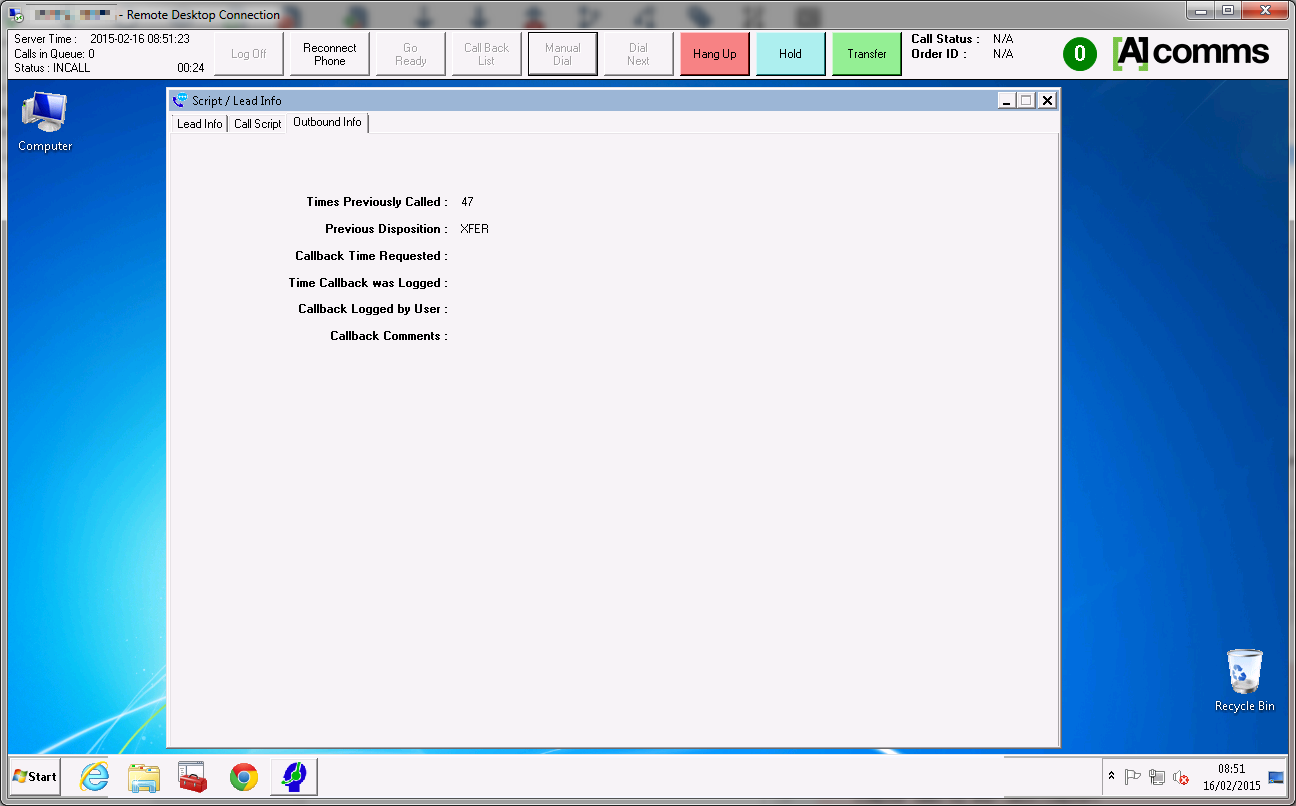 - Remote Desktop Connection
Server Time : 2015-02-16 08:51:23
Calls in Queue: 0
Status : INCALL 00:24
Log Off
Reconnect
Phone
Go
Ready
Call Back
List
Manual
Dial
Dial
Next
Hang Up
Hold
Transfer
Call Status : N/A
Order ID : N/A
0
[A]comms
Computer
Script / Lead Info
Lead Info
Call Script
Outbound Info
Times Previously Called : 47
Previous Disposition : XFER
Callback Time Requested :
Time Callback was Logged :
Callback Logged by User :
Callback Comments :
Recycle Bin
Start
08:51
16/02/2015